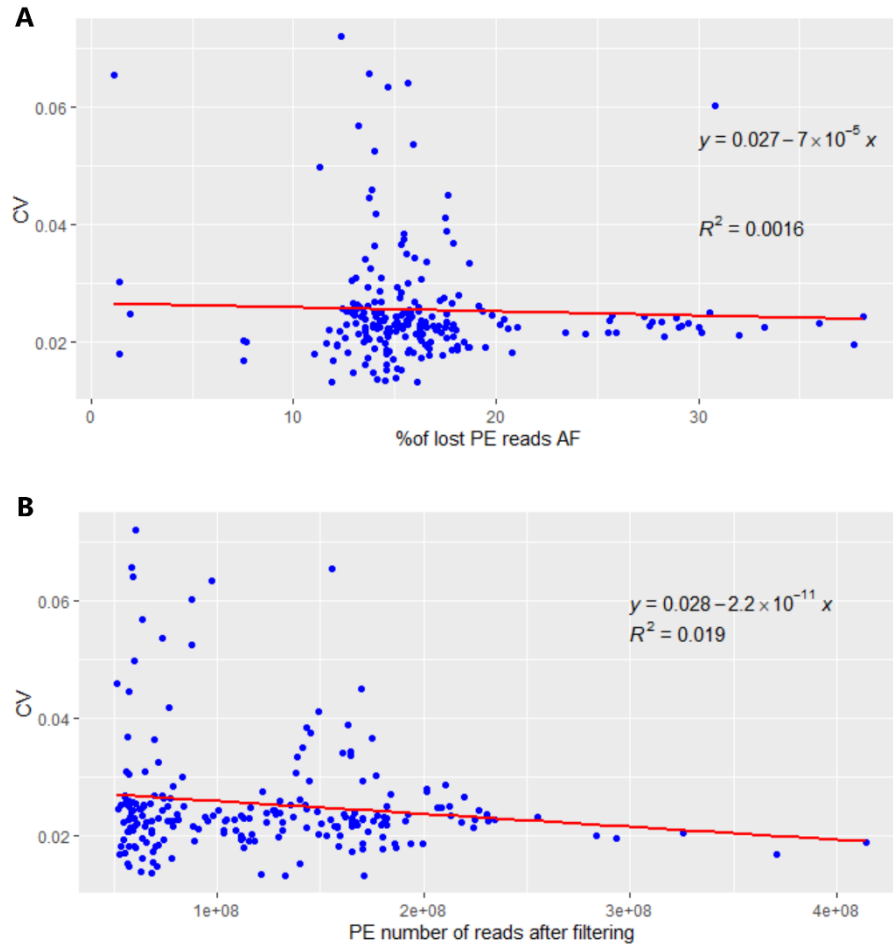 A
0.06
0.04
0.02
CV
y = 0.027 − 7 × 10⁻⁵ x
R² = 0.0016
0
10
20
30
%of lost PE reads AF
B
0.06
0.04
0.02
CV
y = 0.028 − 2.2 × 10⁻¹¹ x
R² = 0.019
1e+08
2e+08
3e+08
4e+08
PE number of reads after filtering